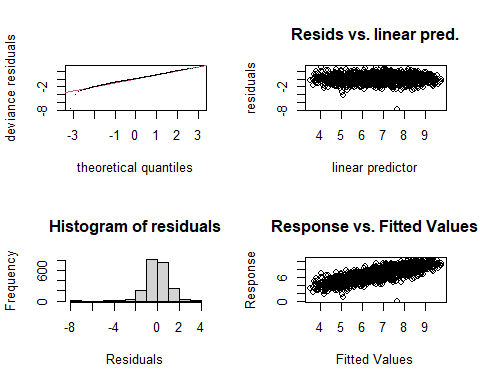 deviance residuals
-8 -2
-3 -1 0 1 2 3
theoretical quantiles
Resids vs. linear pred.
residuals
-8 -2
4 5 6 7 8 9
linear predictor
Histogram of residuals
Frequency
0 600
-8 -4 0 2 4
Residuals
Response vs. Fitted Values
Response
0 6
4 5 6 7 8 9
Fitted Values